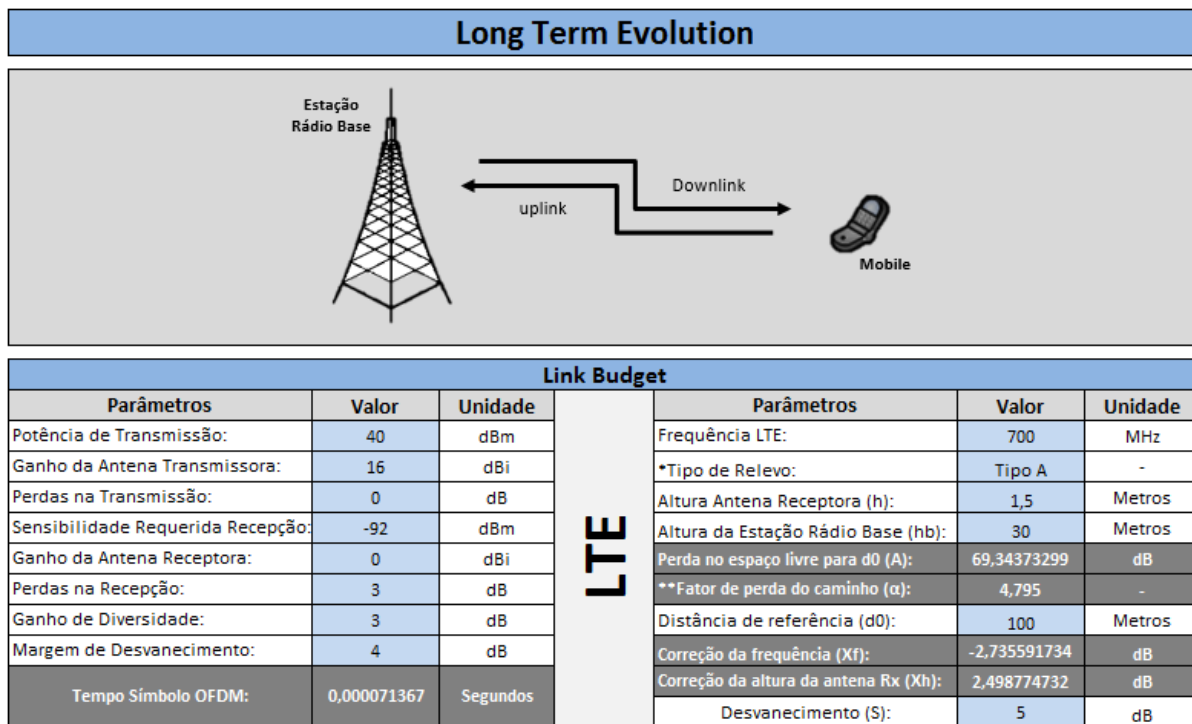 Long Term Evolution
Estação
Rádio Base
Downlink
uplink
Mobile
Link Budget
Parâmetros Valor Unidade
Potência de Transmissão: 40 dBm
Ganho da Antena Transmissora: 16 dBi
Perdas na Transmissão: 0 dB
Sensibilidade Requerida Recepção: -92 dBm
Ganho da Antena Receptora: 0 dBi
Perdas na Recepção: 3 dB
Ganho de Diversidade: 3 dB
Margem de Desvanecimento: 4 dB
Tempo Símbolo OFDM: 0,000071367 Segundos
LTE
Parâmetros Valor Unidade
Frequência LTE: 700 MHz
*Tipo de Relevo: Tipo A -
Altura Antena Receptora (h): 1,5 Metros
Altura da Estação Rádio Base (hb): 30 Metros
Perda no espaço livre para d0 (A): 69,34373299 dB
**Fator de perda do caminho (α): 4,795 -
Distância de referência (d0): 100 Metros
Correção da frequência (Xf): -2,735591734 dB
Correção da altura da antena Rx (Xh): 2,498774732 dB
Desvanecimento (S): 5 dB